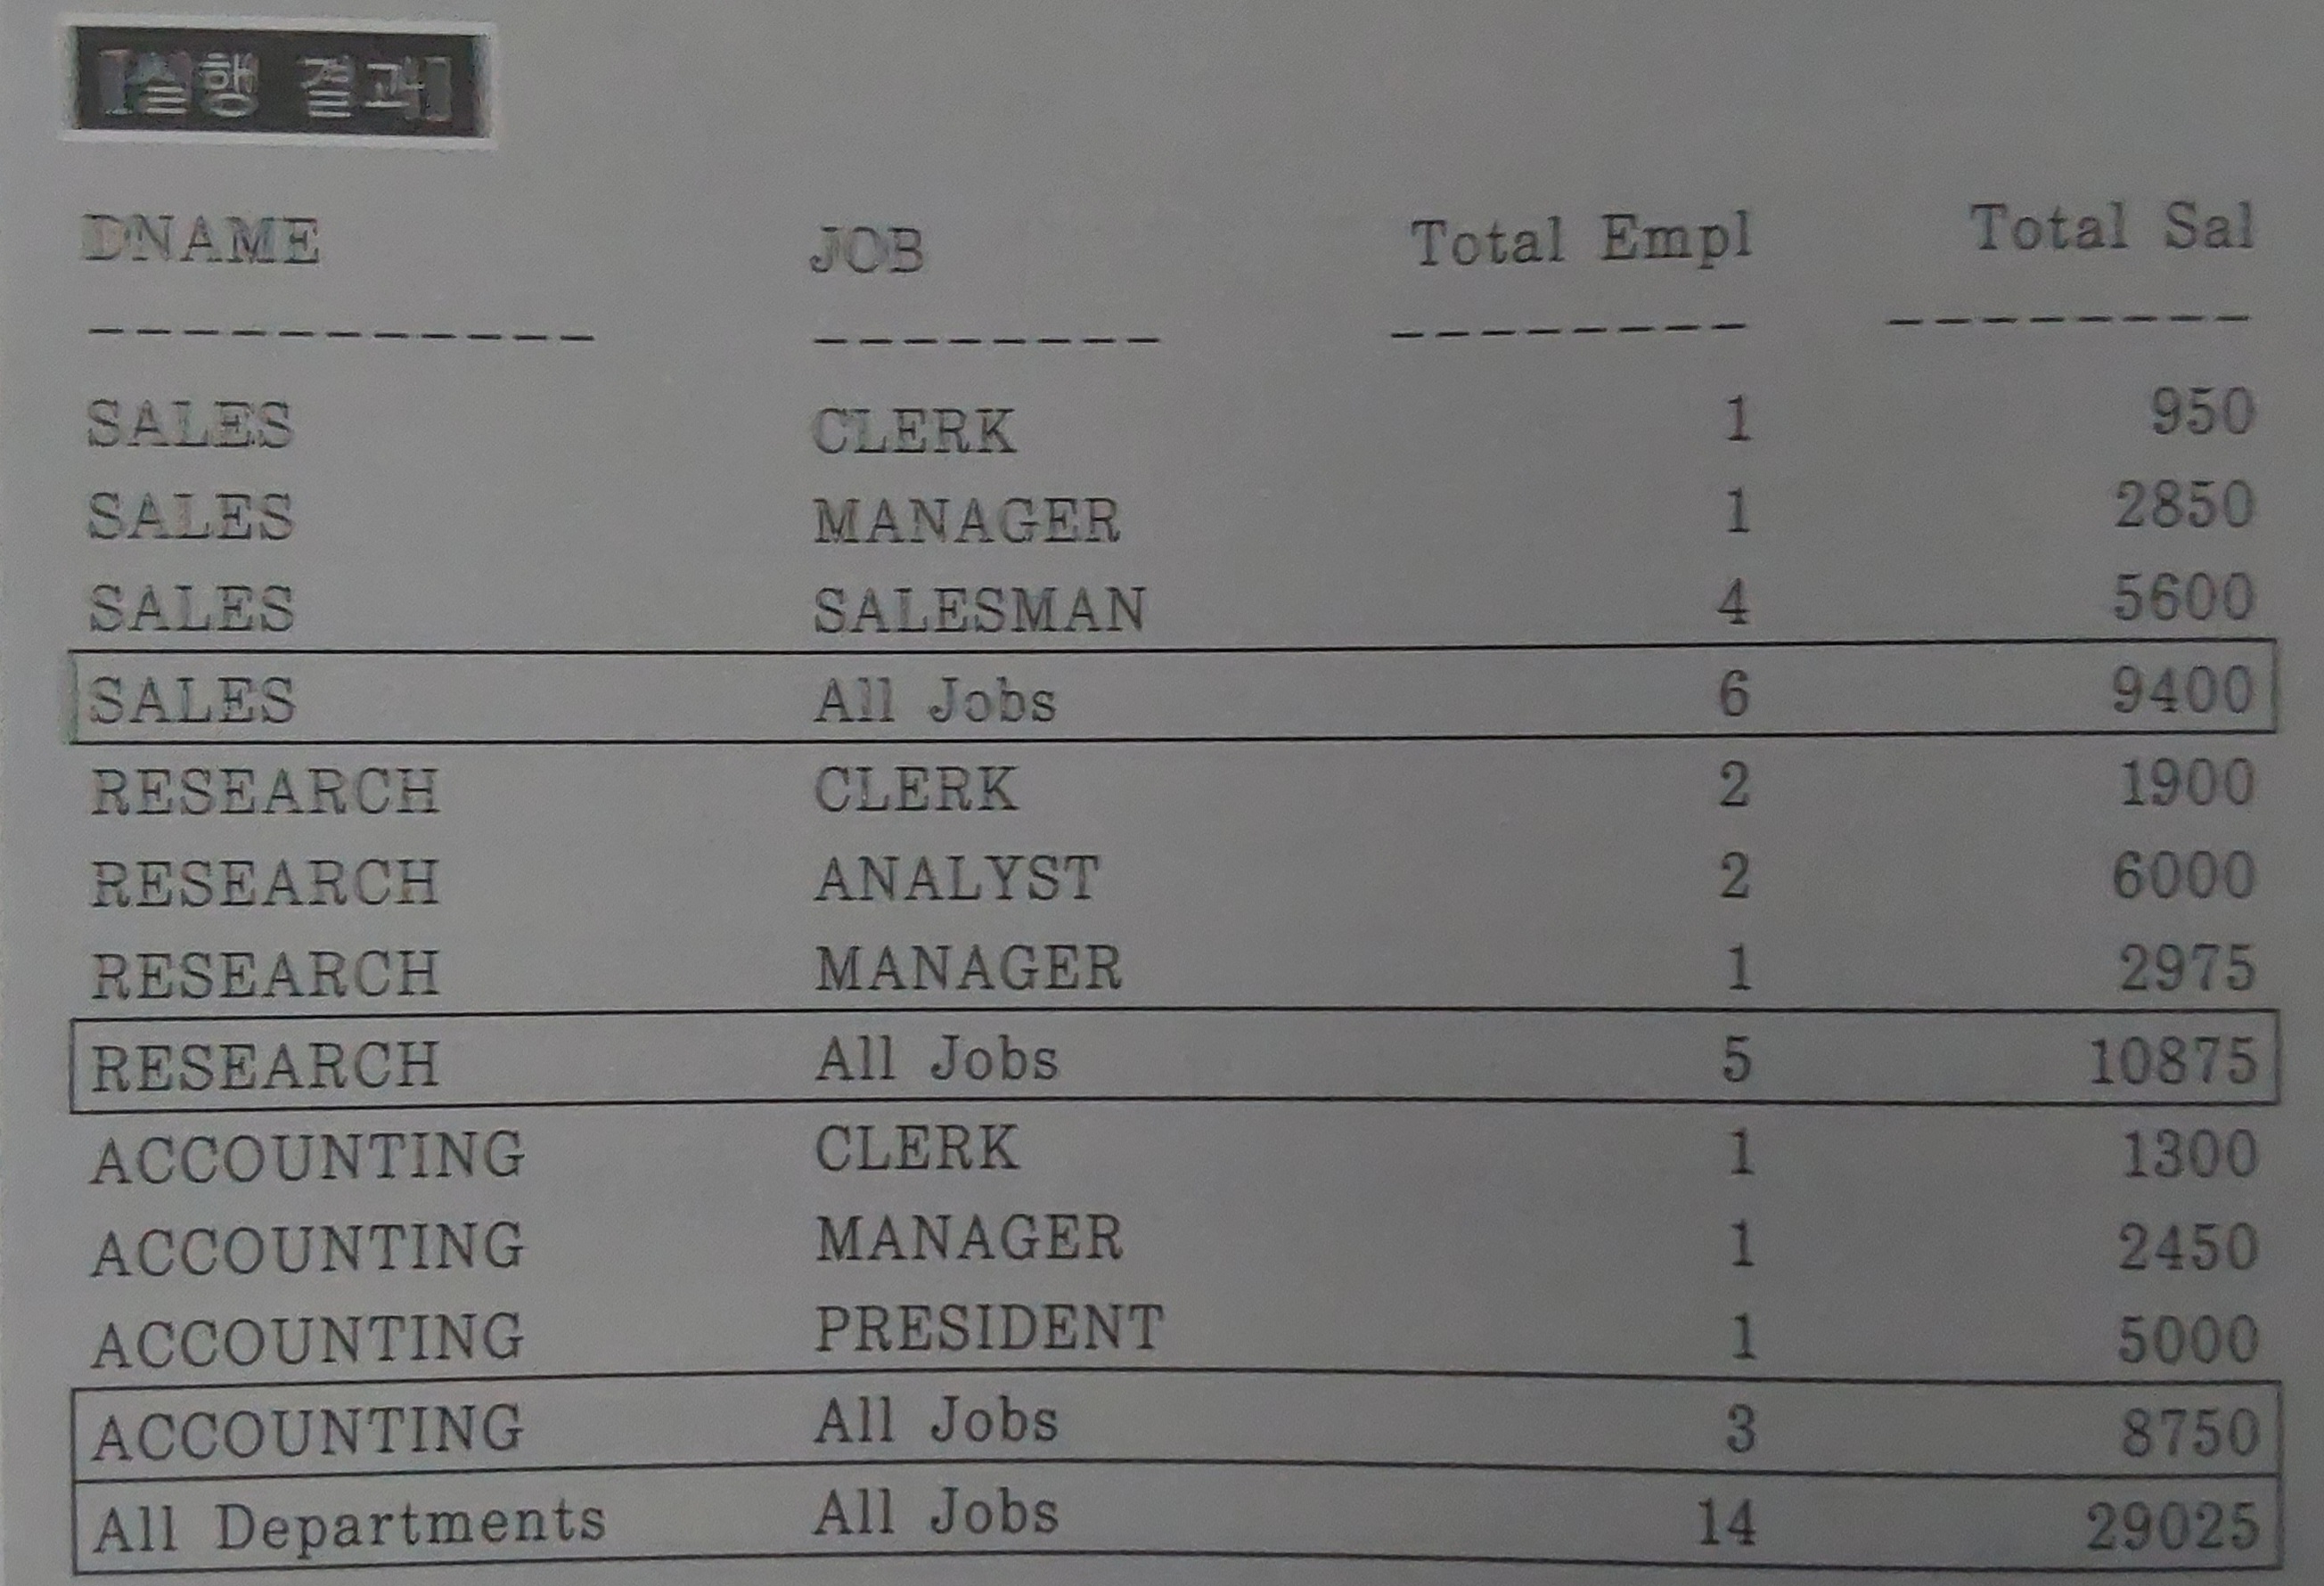 [실행 결과]
DNAME JOB Total Empl Total Sal
------------ --------- --------- --------
SALES CLERK 1 950
SALES MANAGER 1 2850
SALES SALESMAN 4 5600
SALES All Jobs 6 9400
RESEARCH CLERK 2 1900
RESEARCH ANALYST 2 6000
RESEARCH MANAGER 1 2975
RESEARCH All Jobs 5 10875
ACCOUNTING CLERK 1 1300
ACCOUNTING MANAGER 1 2450
ACCOUNTING PRESIDENT 1 5000
ACCOUNTING All Jobs 3 8750
All Departments All Jobs 14 29025